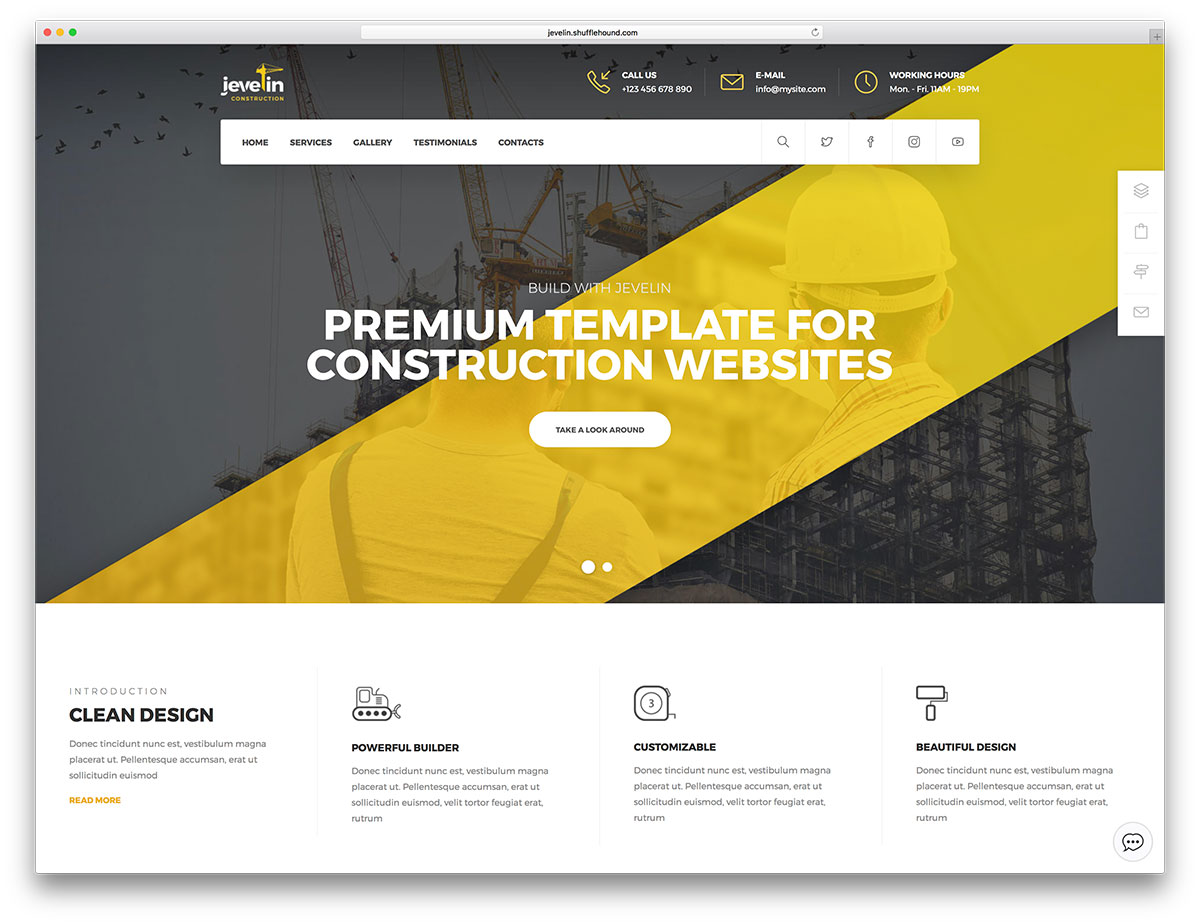 jevelin.shufflehound.com
jevelin
CONSTRUCTION
CALL US
+123 456 678 890
E-MAIL
info@mysite.com
WORKING HOURS
Mon. - Fri. 11AM - 19PM
HOME
SERVICES
GALLERY
TESTIMONIALS
CONTACTS
BUILD WITH JEVELIN
PREMIUM TEMPLATE FOR
CONSTRUCTION WEBSITES
TAKE A LOOK AROUND
INTRODUCTION
CLEAN DESIGN
Donec tincidunt nunc est, vestibulum magna
placerat ut. Pellentesque accumsan, erat ut
sollicitudin euismod
READ MORE
POWERFUL BUILDER
Donec tincidunt nunc est, vestibulum magna
placerat ut. Pellentesque accumsan, erat ut
sollicitudin euismod, velit tortor feugiat erat,
rutrum
3
CUSTOMIZABLE
Donec tincidunt nunc est, vestibulum magna
placerat ut. Pellentesque accumsan, erat ut
sollicitudin euismod, velit tortor feugiat erat,
rutrum
BEAUTIFUL DESIGN
Donec tincidunt nunc est, vestibulum magna
placerat ut. Pellentesque accumsan, erat ut
sollicitudin euismod, velit tortor feugiat erat,
rutrum